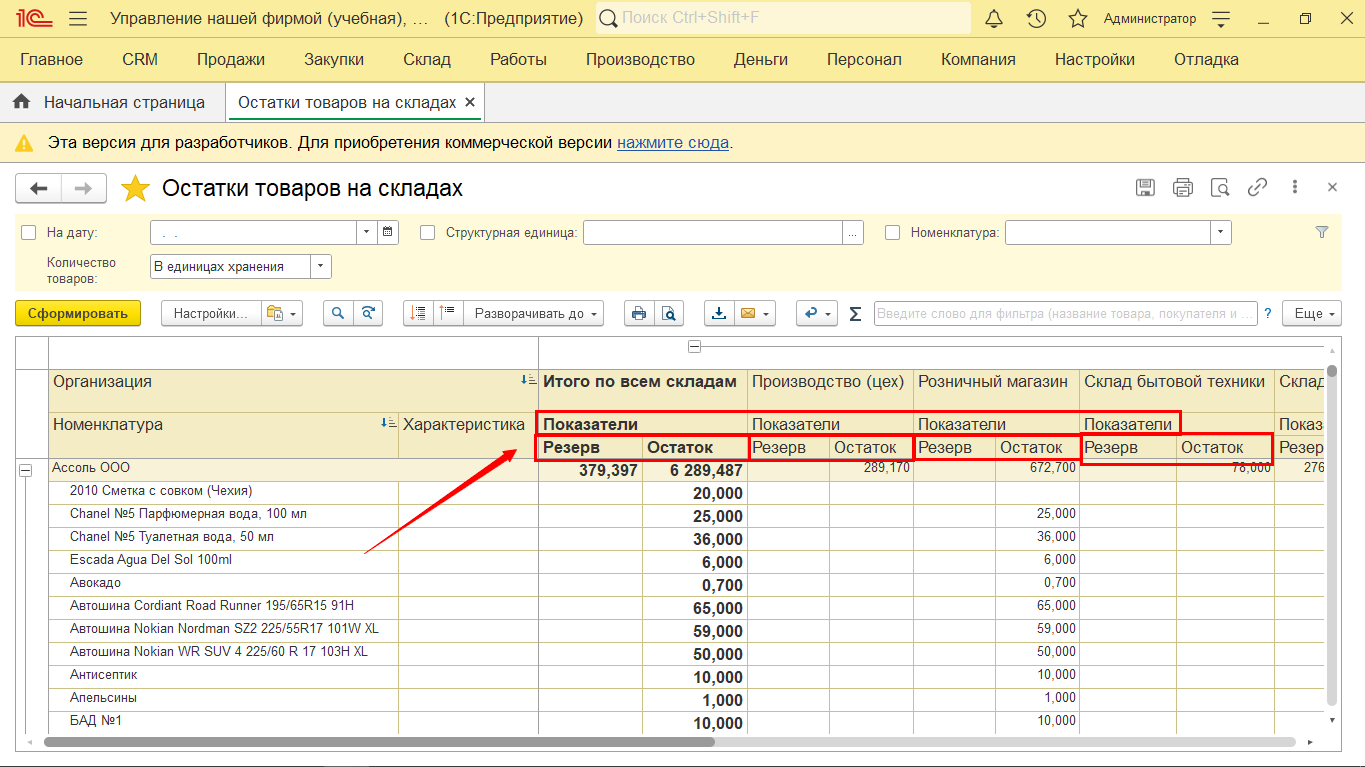 1С Управление нашей фирмой (учебная), ... (1С:Предприятие) Поиск Ctrl+Shift+F Администратор
Главное CRM Продажи Закупки Склад Работы Производство Деньги Персонал Компания Настройки Отладка
Начальная страница Остатки товаров на складах
Эта версия для разработчиков. Для приобретения коммерческой версии нажмите сюда.
Остатки товаров на складах
На дату: . . Структурная единица: ... Номенклатура:
Количество
товаров:
В единицах хранения
Сформировать Настройки... Разворачивать до Σ Введите слово для фильтра (название товара, покупателя и ... ? Еще
Организация Итого по всем складам Производство (цех) Розничный магазин Склад бытовой техники Склад
Номенклатура Характеристика Показатели Показатели Показатели Показатели Показ
Резерв Остаток Резерв Остаток Резерв Остаток Резерв Остаток Резер
Ассоль ООО 379,397 6 289,487 289,170 672,700 78,000 276
2010 Сметка с совком (Чехия) 20,000
Chanel №5 Парфюмерная вода, 100 мл 25,000 25,000
Chanel №5 Туалетная вода, 50 мл 36,000 36,000
Escada Agua Del Sol 100ml 6,000 6,000
Авокадо 0,700 0,700
Автошина Cordiant Road Runner 195/65R15 91H 65,000 65,000
Автошина Nokian Nordman SZ2 225/55R17 101W XL 59,000 59,000
Автошина Nokian WR SUV 4 225/60 R 17 103H XL 50,000 50,000
Антисептик 10,000 10,000
Апельсины 1,000 1,000
БАД №1 10,000 10,000